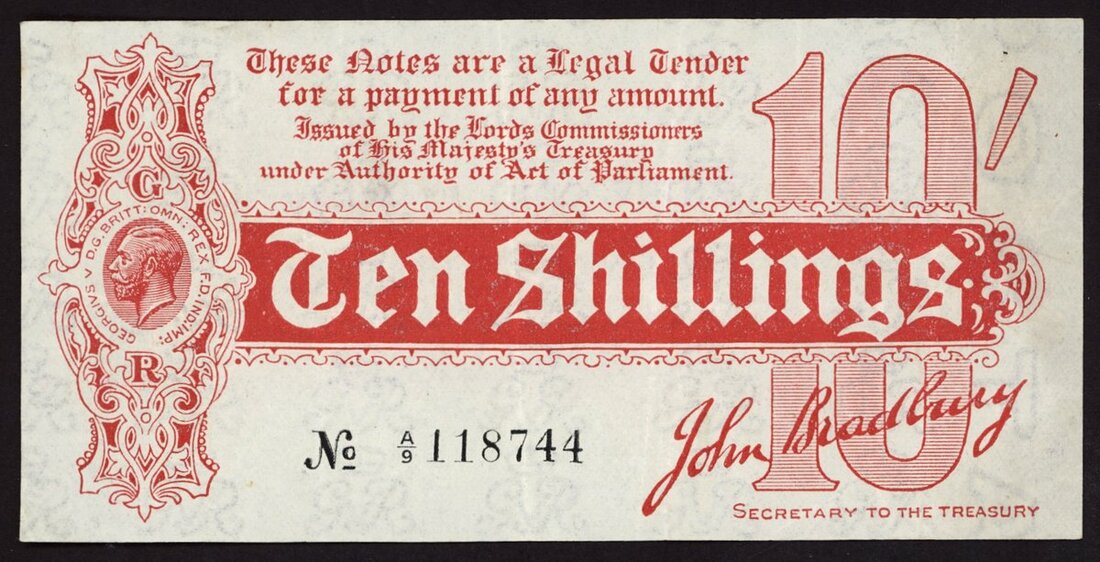 These Notes are a Legal Tender
for a payment of any amount.
Issued by the Lords Commissioners
of His Majesty's Treasury
under Authority of Act of Parliament.
10/
G
GEORGIVS V D.G. BRITT: OMN: REX F.D. IND: IMP:
R
Ten Shillings
No A/9 118744
John Bradbury
SECRETARY TO THE TREASURY